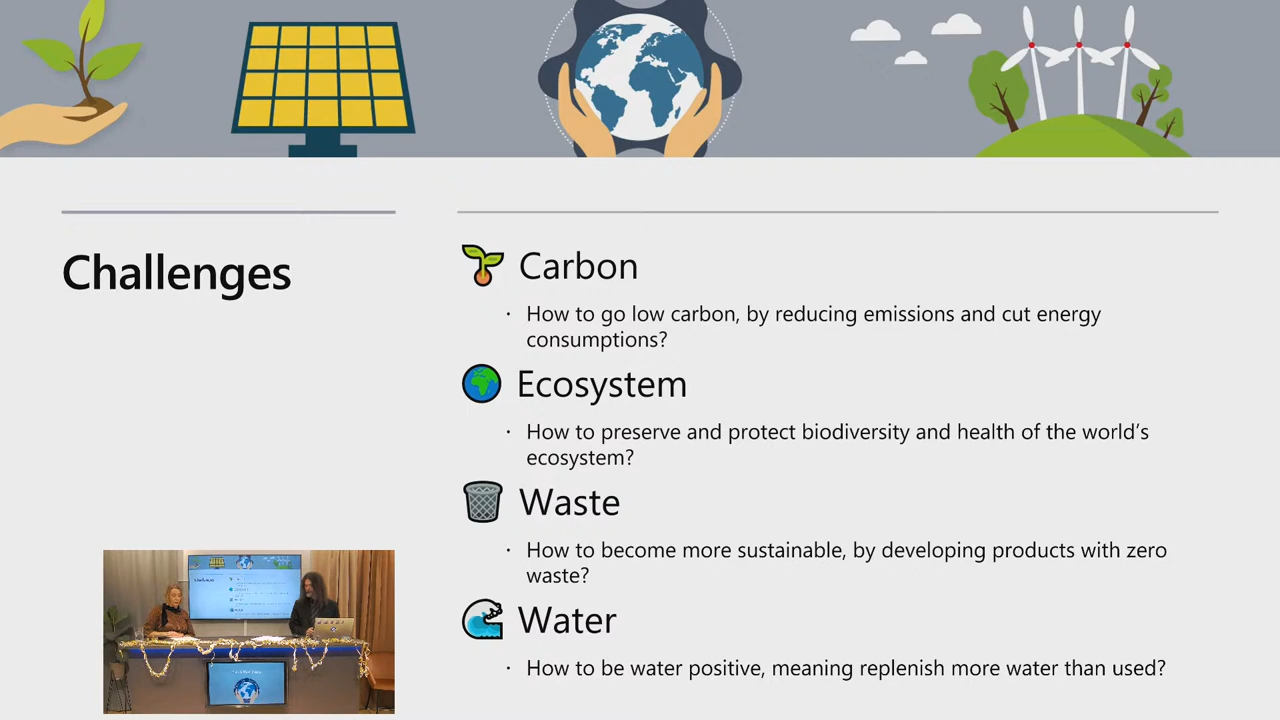 Challenges
Carbon
· How to go low carbon, by reducing emissions and cut energy
consumptions?
Ecosystem
· How to preserve and protect biodiversity and health of the world's
ecosystem?
Waste
· How to become more sustainable, by developing products with zero
waste?
Water
· How to be water positive, meaning replenish more water than used?
Challenges